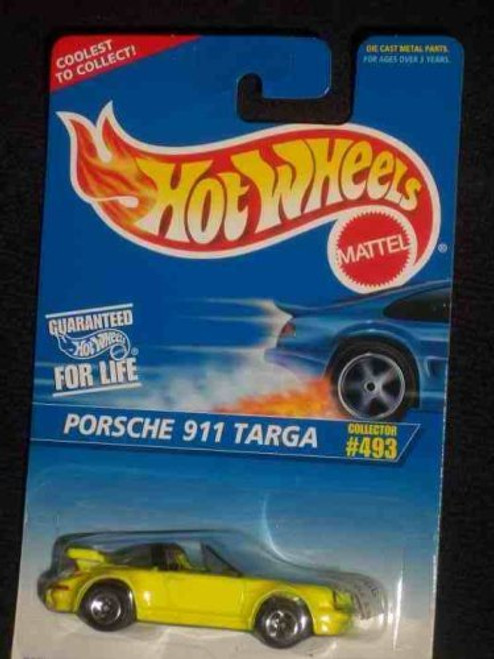 COOLEST
TO COLLECT!
DIE CAST METAL PARTS.
FOR AGES OVER 3 YEARS.
HOT WHEELS
®
MATTEL
GUARANTEED
HOT WHEELS
®
FOR LIFE
PORSCHE 911 TARGA
COLLECTOR
#493